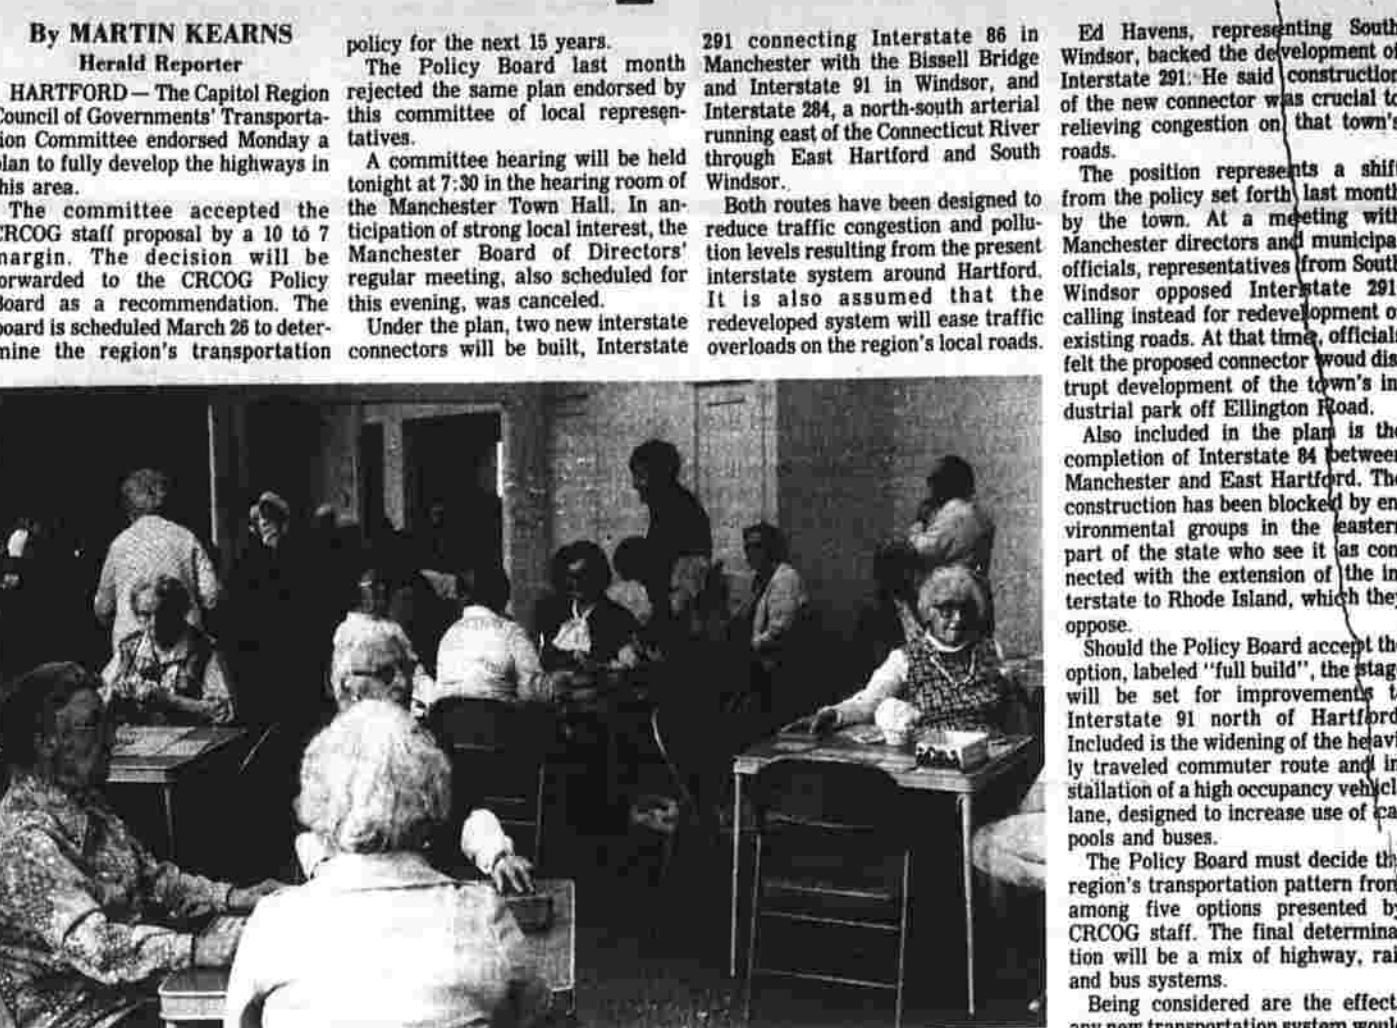 By MARTIN KEARNS
Herald Reporter
HARTFORD — The Capitol Region
Council of Governments' Transporta-
ion Committee endorsed Monday a
plan to fully develop the highways in
this area.
The committee accepted the
CRCOG staff proposal by a 10 to 7
margin. The decision will be
forwarded to the CRCOG Policy
Board as a recommendation. The
board is scheduled March 26 to deter-
mine the region's transportation
policy for the next 15 years.
The Policy Board last month
rejected the same plan endorsed by
this committee of local represen-
tatives.
A committee hearing will be held
tonight at 7:30 in the hearing room of
the Manchester Town Hall. In an-
ticipation of strong local interest, the
Manchester Board of Directors'
regular meeting, also scheduled for
this evening, was canceled.
Under the plan, two new interstate
connectors will be built, Interstate
291 connecting Interstate 86 in
Manchester with the Bissell Bridge
and Interstate 91 in Windsor, and
Interstate 284, a north-south arterial
running east of the Connecticut River
through East Hartford and South
Windsor.
Both routes have been designed to
reduce traffic congestion and pollu-
tion levels resulting from the present
interstate system around Hartford.
It is also assumed that the
redeveloped system will ease traffic
overloads on the region's local roads.
Ed Havens, representing South
Windsor, backed the development of
Interstate 291. He said construction
of the new connector was crucial to
relieving congestion on that town's
roads.
The position represents a shift
from the policy set forth last month
by the town. At a meeting with
Manchester directors and municipa
officials, representatives from South
Windsor opposed Interstate 291
calling instead for redevelopment of
existing roads. At that time, officials
felt the proposed connector woud dis
trupt development of the town's in
dustrial park off Ellington Road.
Also included in the plan is the
completion of Interstate 84 between
Manchester and East Hartford. The
construction has been blocked by en
vironmental groups in the eastern
part of the state who see it as con
nected with the extension of the in
terstate to Rhode Island, which they
oppose.
Should the Policy Board accept the
option, labeled "full build", the stag
will be set for improvements t
Interstate 91 north of Hartford
Included is the widening of the heavi
ly traveled commuter route and in
stallation of a high occupancy vehicl
lane, designed to increase use of ca
pools and buses.
The Policy Board must decide th
region's transportation pattern from
among five options presented by
CRCOG staff. The final determina
tion will be a mix of highway, rai
and bus systems.
Being considered are the effect
any new transportation system would